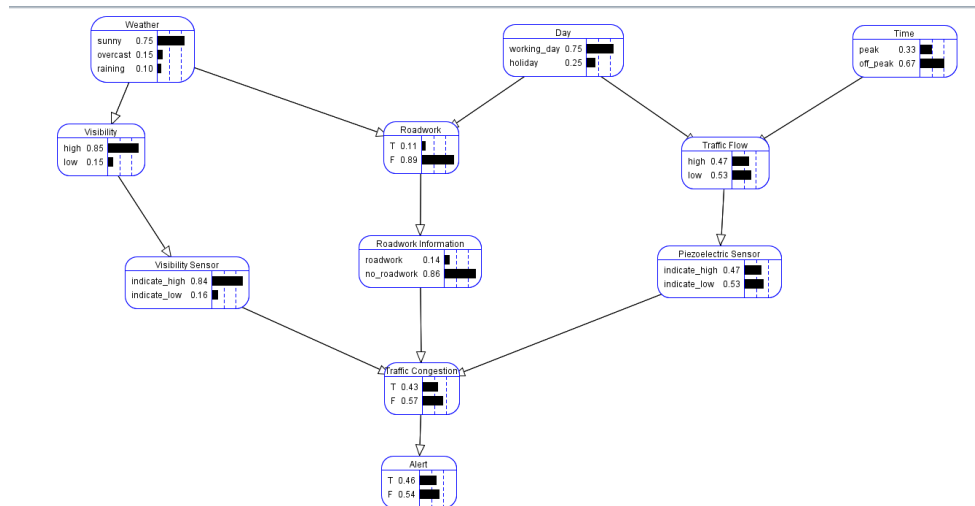 Weather
sunny 0.75
overcast 0.15
raining 0.10
Day
working_day 0.75
holiday 0.25
Time
peak 0.33
off_peak 0.67
Visibility
high 0.85
low 0.15
Roadwork
T 0.11
F 0.89
Traffic Flow
high 0.47
low 0.53
Visibility Sensor
indicate_high 0.84
indicate_low 0.16
Roadwork Information
roadwork 0.14
no_roadwork 0.86
Piezoelectric Sensor
indicate_high 0.47
indicate_low 0.53
Traffic Congestion
T 0.43
F 0.57
Alert
T 0.46
F 0.54